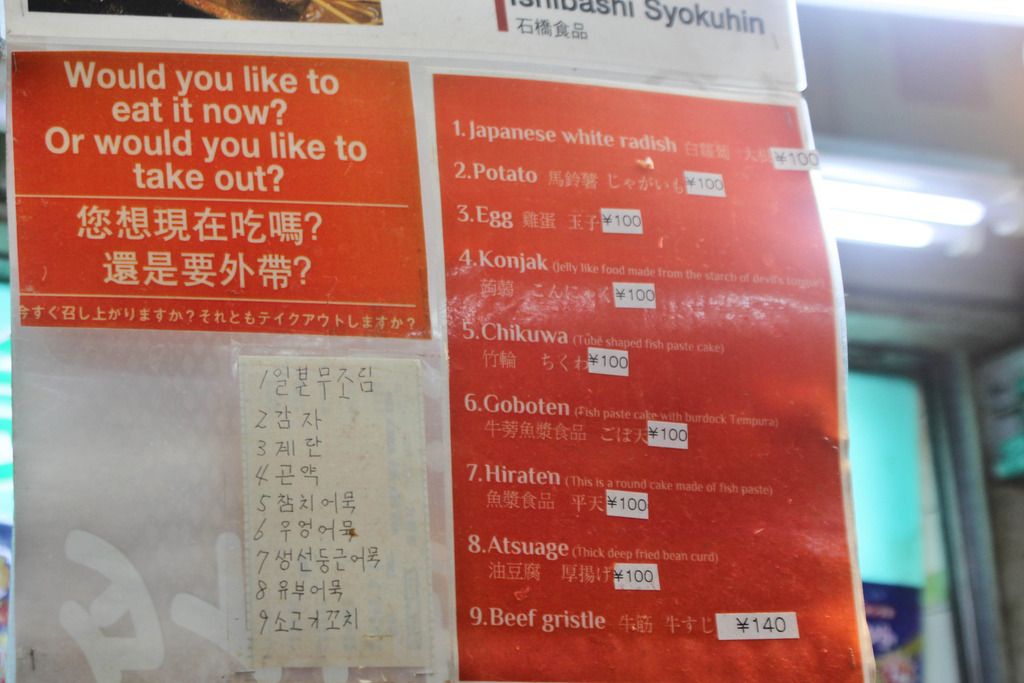 Ishibashi Syokuhin
石橋食品
Would you like to
eat it now?
Or would you like to
take out?
您想現在吃嗎?
還是要外帶?
今すぐ召し上がりますか？それともテイクアウトしますか？
1일본무조림
2감자
3계단
4곤약
5참치어묵
6우엉어묵
7생선둥근어묵
8유부어묵
9소고기꼬치
1.Japanese white radish 白蘿蔔 大根 ¥100
2.Potato 馬鈴薯 じゃがいも ¥100
3.Egg 雞蛋 玉子 ¥100
4.Konjak (Jelly like food made from the starch of devil's tongue)
蒟蒻 こんにゃく ¥100
5.Chikuwa (Tube shaped fish paste cake)
竹輪 ちくわ ¥100
6.Goboten (Fish paste cake with burdock Tempura)
牛蒡魚漿食品 ごぼ天 ¥100
7.Hiraten (This is a round cake made of fish paste)
魚漿食品 平天 ¥100
8.Atsuage (Thick deep fried bean curd)
油豆腐 厚揚げ ¥100
9.Beef gristle 牛筋 牛すじ ¥140